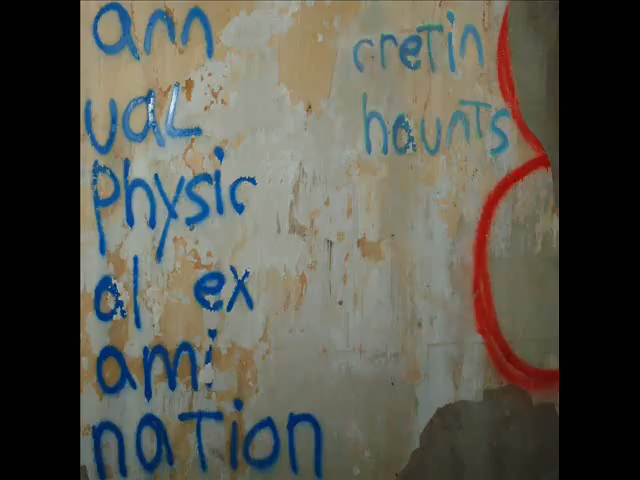 ann
ual
physic
al ex
ami
nation
cretin
haunts